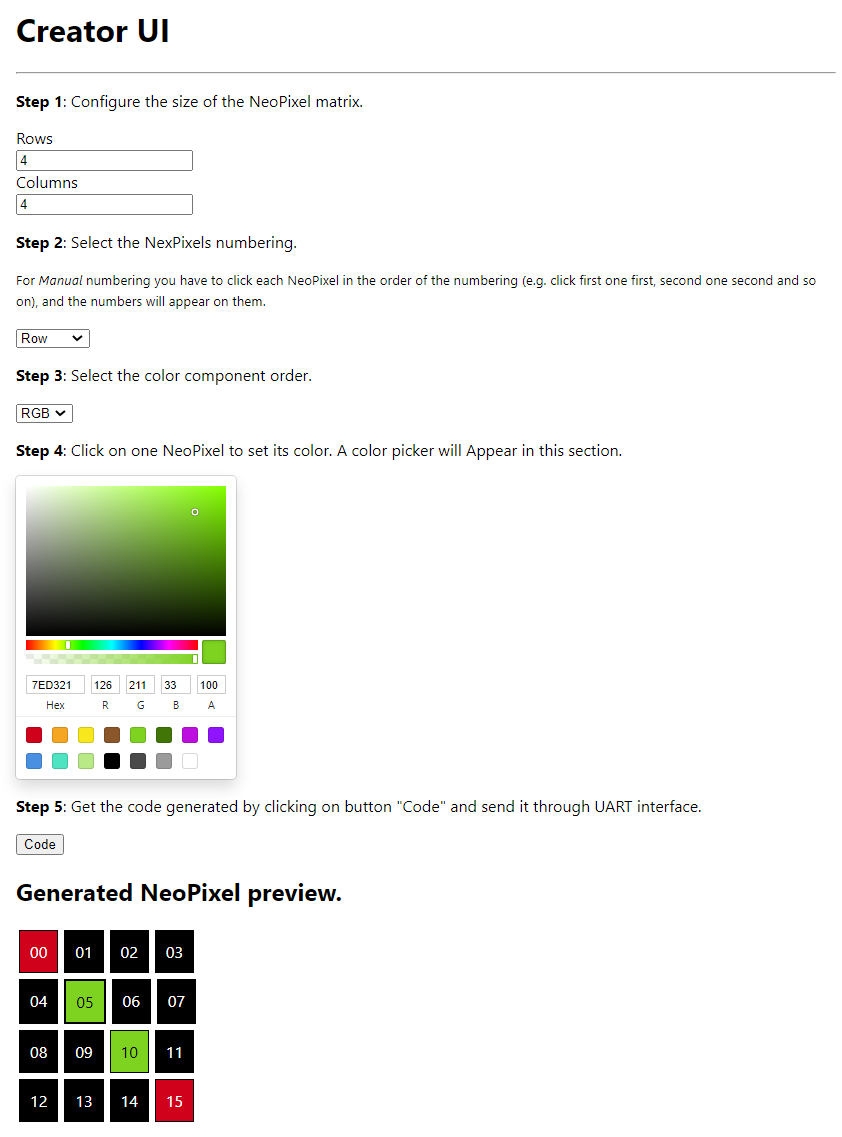 Creator UI
Step 1: Configure the size of the NeoPixel matrix.
Rows
4
Columns
4
Step 2: Select the NexPixels numbering.
For Manual numbering you have to click each NeoPixel in the order of the numbering (e.g. click first one first, second one second and so
on), and the numbers will appear on them.
Row
Step 3: Select the color component order.
RGB
Step 4: Click on one NeoPixel to set its color. A color picker will Appear in this section.
7ED321 126 211 33 100
Hex R G B A
Step 5: Get the code generated by clicking on button "Code" and send it through UART interface.
Code
Generated NeoPixel preview.
00 01 02 03
04 05 06 07
08 09 10 11
12 13 14 15